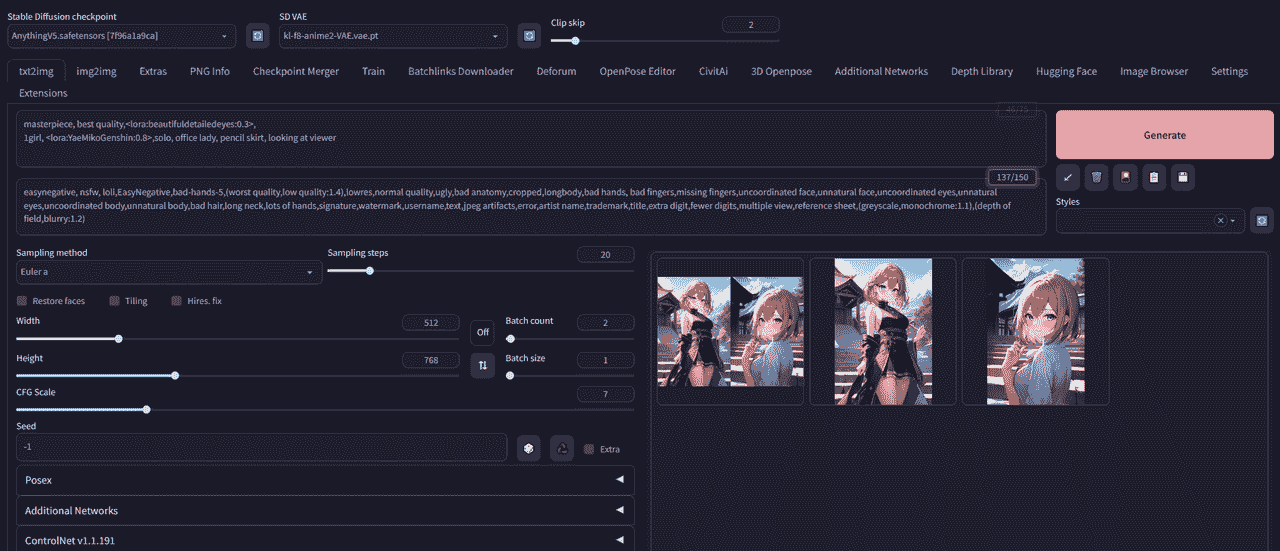 Stable Diffusion checkpoint
AnythingV5.safetensors [7f96a1a9ca]
SD VAE
kl-f8-anime2-VAE.vae.pt
Clip skip
2
txt2img img2img Extras PNG Info Checkpoint Merger Train Batchlinks Downloader Deforum OpenPose Editor CivitAi 3D Openpose Additional Networks Depth Library Hugging Face Image Browser Settings
Extensions
46/75
masterpiece, best quality,<lora:beautifuldetailedeyes:0.3>,
1girl, <lora:YaeMikoGenshin:0.8>,solo, office lady, pencil skirt, looking at viewer
Generate
137/150
easynegative, nsfw, loli,EasyNegative,bad-hands-5,(worst quality,low quality:1.4),lowres,normal quality,ugly,bad anatomy,cropped,longbody,bad hands, bad fingers,missing fingers,uncoordinated face,unnatural face,uncoordinated eyes,unnatural
eyes,uncoordinated body,unnatural body,bad hair,long neck,lots of hands,signature,watermark,username,text,jpeg artifacts,error,artist name,trademark,title,extra digit,fewer digits,multiple view,reference sheet,(greyscale,monochrome:1.1),(depth of
field,blurry:1.2)
Styles
Sampling method
Euler a
Sampling steps
20
Restore faces Tiling Hires. fix
Width
512
Off
Batch count
2
Height
768
Batch size
1
CFG Scale
7
Seed
-1
Extra
Posex
Additional Networks
ControlNet v1.1.191